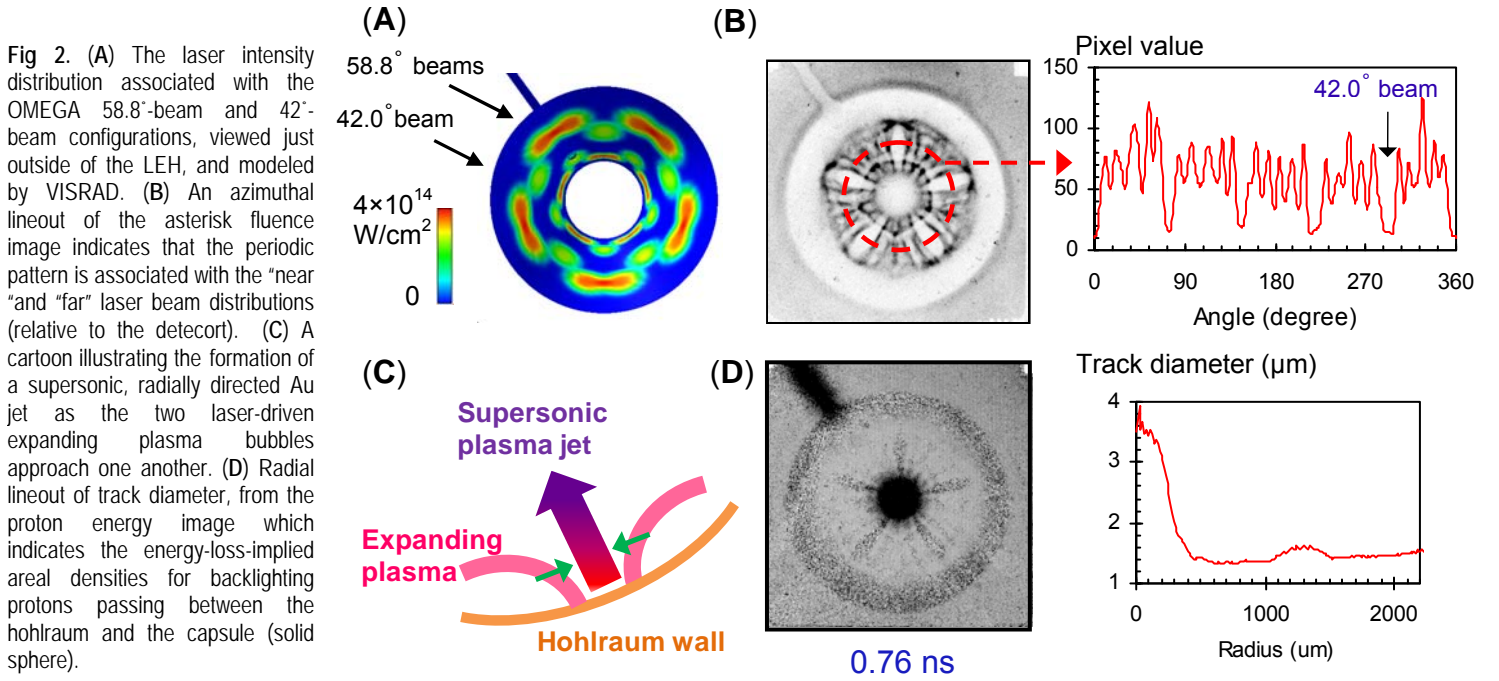 Fig 2. (A) The laser intensity
distribution associated with the
OMEGA 58.8˚-beam and 42˚-
beam configurations, viewed just
outside of the LEH, and modeled
by VISRAD. (B) An azimuthal
lineout of the asterisk fluence
image indicates that the periodic
pattern is associated with the "near
"and "far" laser beam distributions
(relative to the detecort). (C) A
cartoon illustrating the formation of
a supersonic, radially directed Au
jet as the two laser-driven
expanding plasma bubbles
approach one another. (D) Radial
lineout of track diameter, from the
proton energy image which
indicates the energy-loss-implied
areal densities for backlighting
protons passing between the
hohlraum and the capsule (solid
sphere).
(A)
58.8˚ beams
42.0˚ beam
4×10¹⁴
W/cm²
0
(B)
Pixel value
150
100
50
0
42.0˚ beam
0 90 180 270 360
Angle (degree)
(C)
Supersonic
plasma jet
Expanding
plasma
Hohlraum wall
(D)
0.76 ns
Track diameter (µm)
4
3
2
1
0 1000 2000
Radius (um)